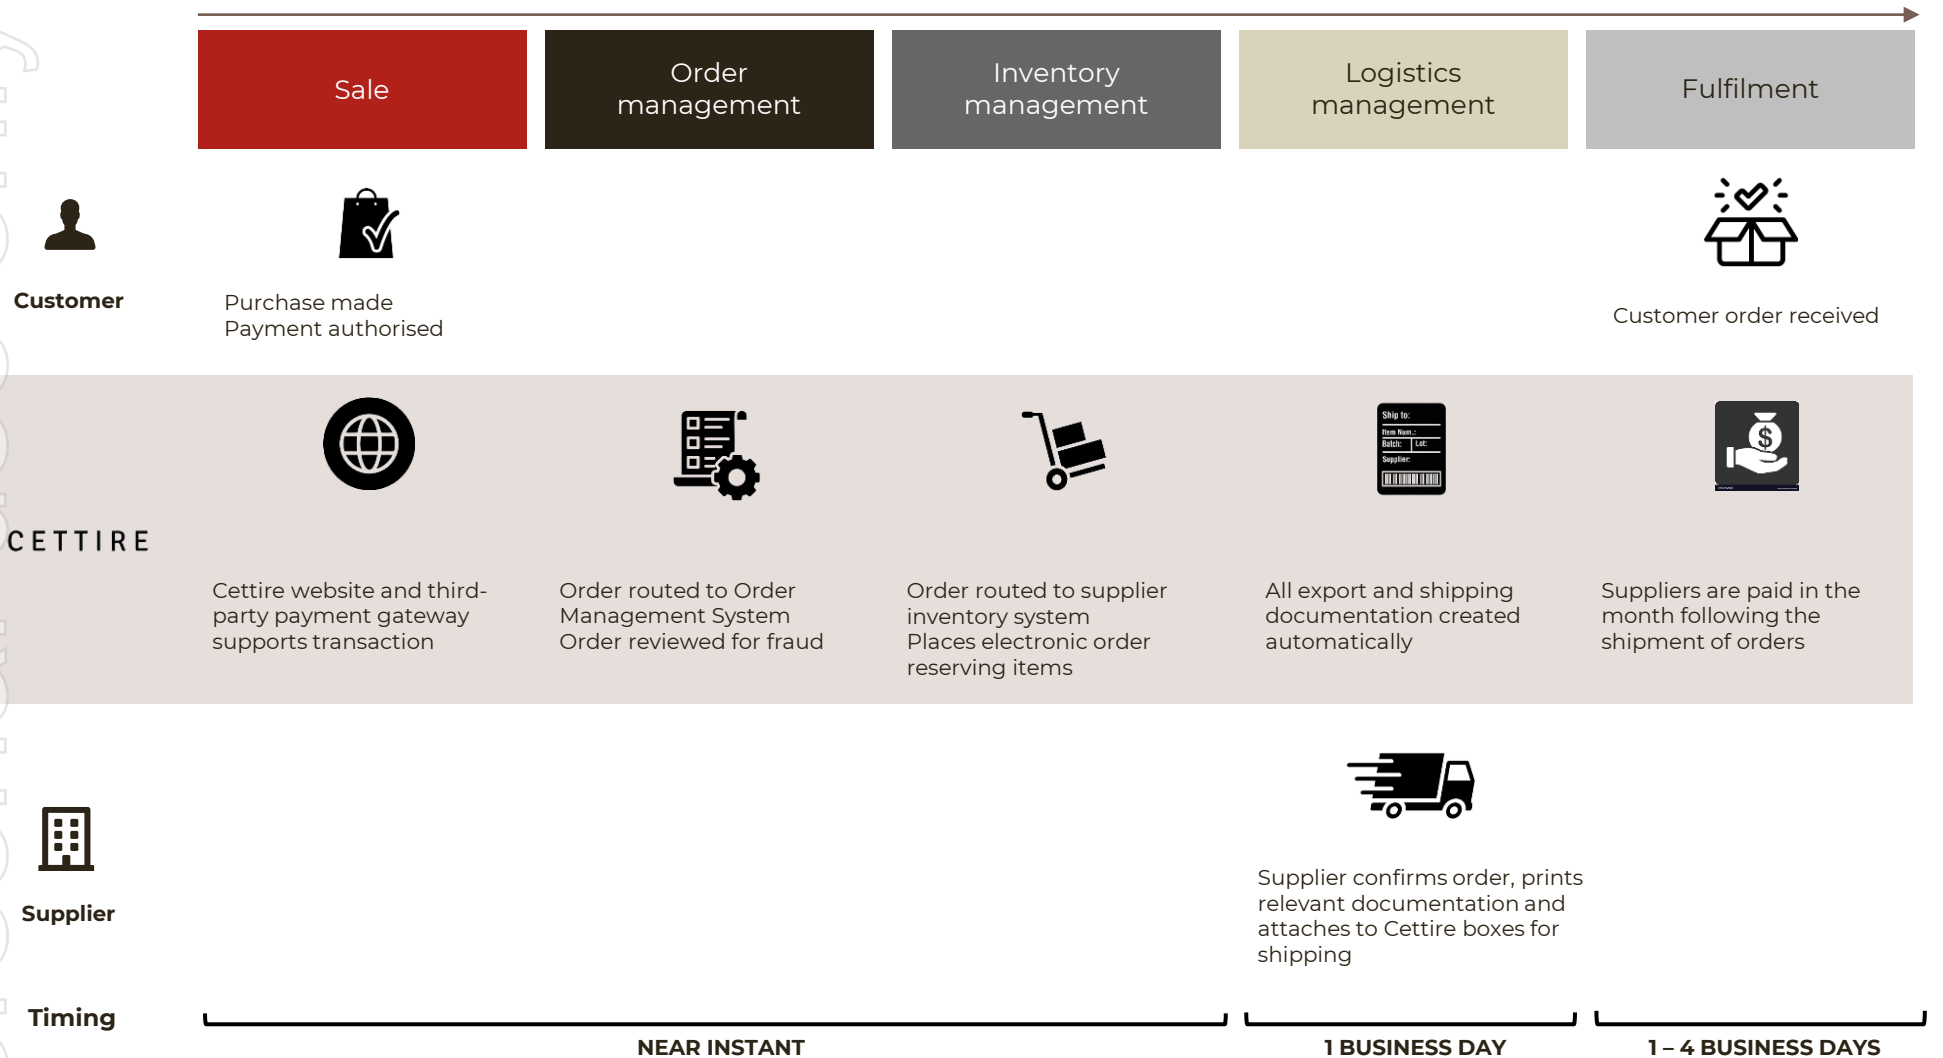 Sale
Order
management
Inventory
management
Logistics
management
Fulfilment
Customer
Purchase made
Payment authorised
Customer order received
Ship to:
Item Num.:
Batch:
Lot:
Supplier:
$
CETTIRE
Cettire website and third-
party payment gateway
supports transaction
Order routed to Order
Management System
Order reviewed for fraud
Order routed to supplier
inventory system
Places electronic order
reserving items
All export and shipping
documentation created
automatically
Suppliers are paid in the
month following the
shipment of orders
Supplier
Supplier confirms order, prints
relevant documentation and
attaches to Cettire boxes for
shipping
Timing
NEAR INSTANT
1 BUSINESS DAY
1 – 4 BUSINESS DAYS